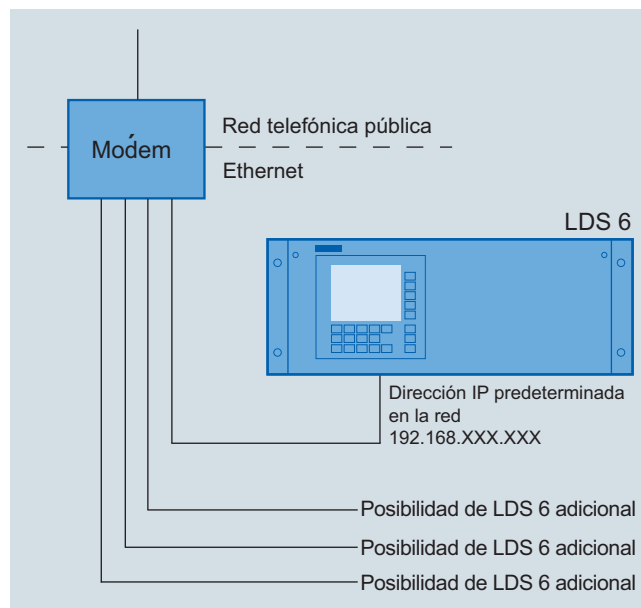 Red telefónica pública
Módem
Ethernet
LDS 6
Dirección IP predeterminada
en la red
192.168.XXX.XXX
Posibilidad de LDS 6 adicional
Posibilidad de LDS 6 adicional
Posibilidad de LDS 6 adicional